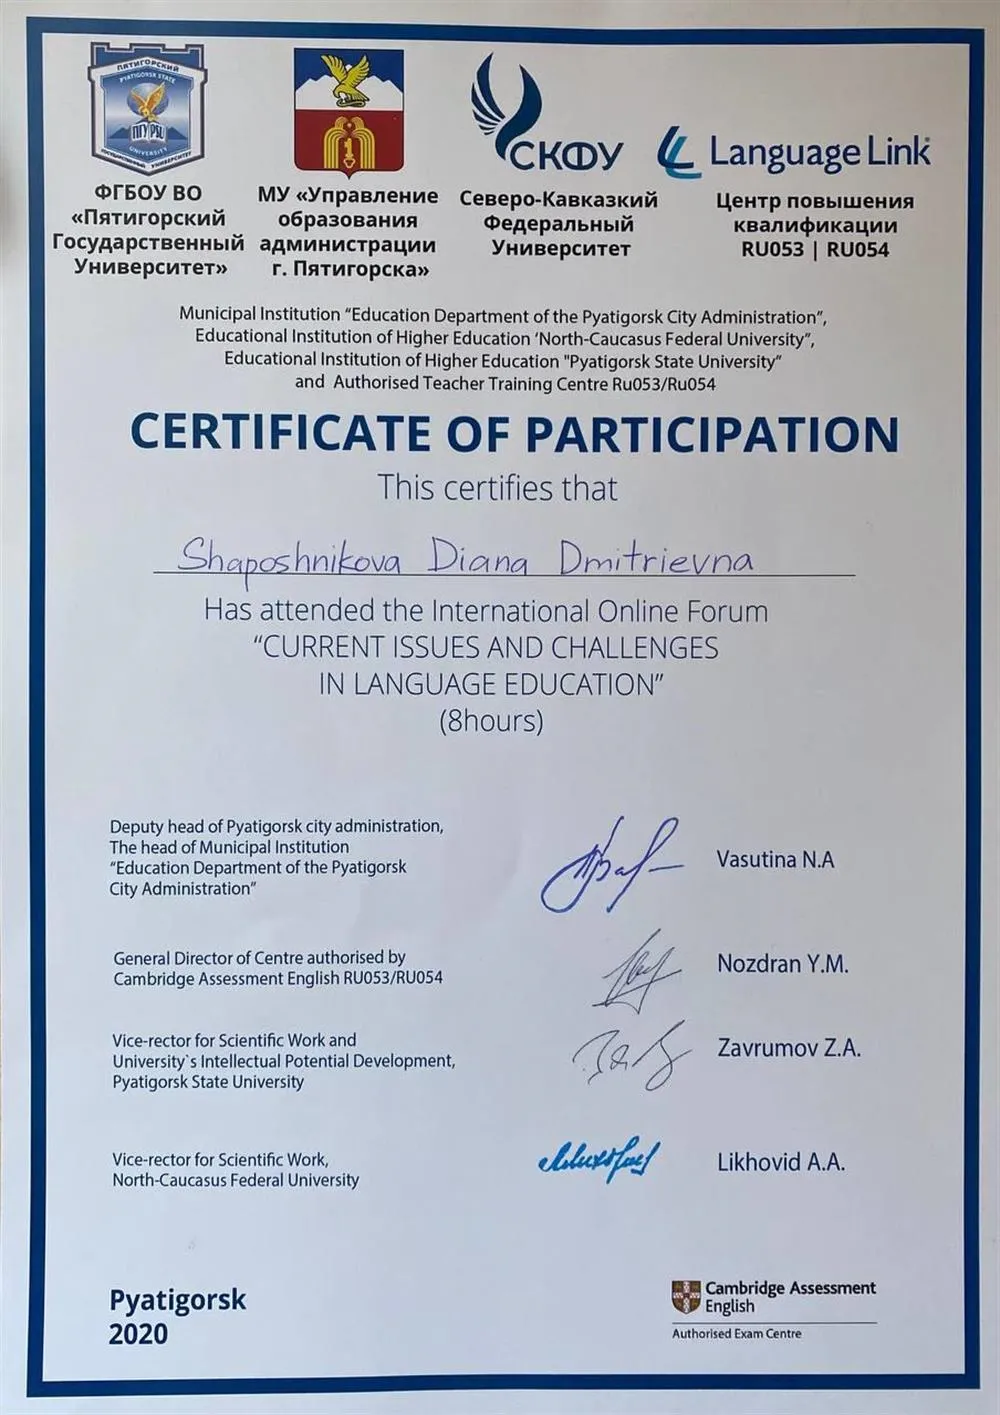 ПЯТИГОРСКИЙ
PYATIGORSK STATE
ПГУ PSU
UNIVERSITY
ГОСУДАРСТВЕННЫЙ УНИВЕРСИТЕТ
ФГБОУ ВО
«Пятигорский
Государственный
Университет»
МУ «Управление
образования
администрации
г. Пятигорска»
СКФУ
Северо-Кавказкий
Федеральный
Университет
Language Link
Центр повышения
квалификации
RU053 | RU054
Municipal Institution “Education Department of the Pyatigorsk City Administration”,
Educational Institution of Higher Education ‘North-Caucasus Federal University”,
Educational Institution of Higher Education "Pyatigorsk State University”
and Authorised Teacher Training Centre Ru053/Ru054
CERTIFICATE OF PARTICIPATION
This certifies that
Shaposhnikova Diana Dmitrievna
Has attended the International Online Forum
“CURRENT ISSUES AND CHALLENGES
IN LANGUAGE EDUCATION”
(8hours)
Deputy head of Pyatigorsk city administration,
The head of Municipal Institution
“Education Department of the Pyatigorsk
City Administration”
Vasutina N.A
General Director of Centre authorised by
Cambridge Assessment English RU053/RU054
Nozdran Y.M.
Vice-rector for Scientific Work and
University`s Intellectual Potential Development,
Pyatigorsk State University
Zavrumov Z.A.
Vice-rector for Scientific Work,
North-Caucasus Federal University
Likhovid A.A.
Pyatigorsk
2020
Cambridge Assessment
English
Authorised Exam Centre